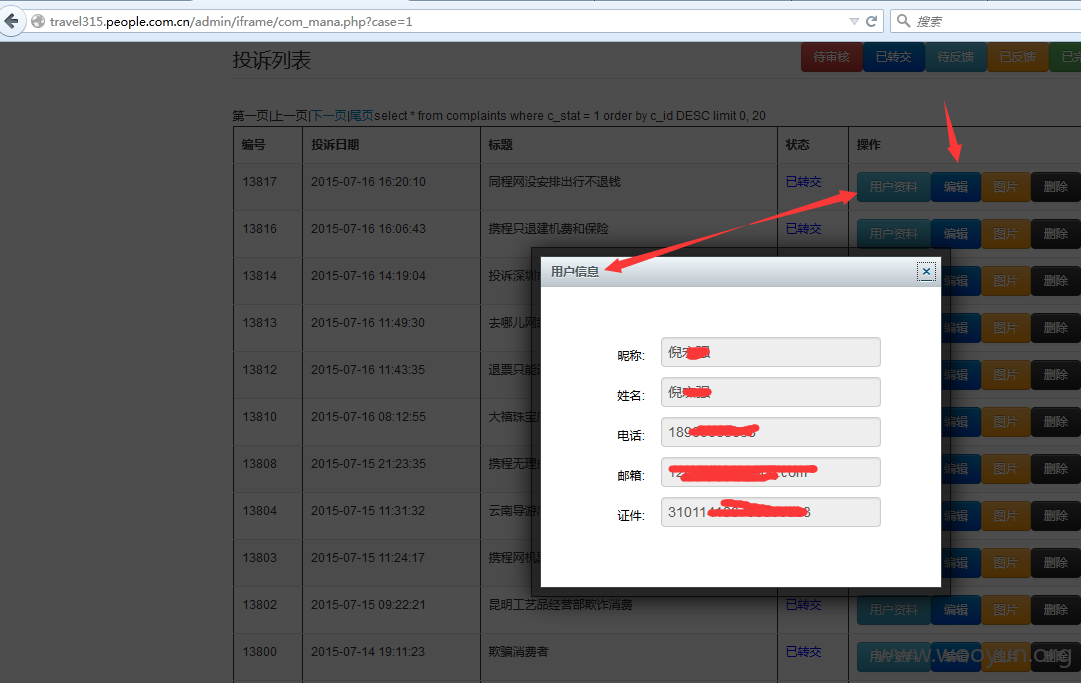 travel315.people.com.cn/admin/iframe/com_mana.php?case=1 搜索
投诉列表 待审核 已转交 待反馈 已反馈
第一页|上一页|下一页|尾页select * from complaints where c_stat = 1 order by c_id DESC limit 0, 20
编号 投诉日期 标题 状态 操作
13817 2015-07-16 16:20:10 同程网没安排出行不退钱 已转交 用户资料 编辑 图片 删除
13816 2015-07-16 16:06:43 携程只退建机费和保险 已转交 用户资料 编辑 图片 删除
用户信息
13814 2015-07-16 14:19:04 投诉深圳 编辑 图片 删除
13813 2015-07-16 11:49:30 去哪儿网 编辑 图片 删除
昵称: 倪
13812 2015-07-16 11:43:35 退票只能 编辑 图片 删除
姓名: 倪
13810 2015-07-16 08:12:55 大禧珠宝 编辑 图片 删除
电话: 189
13808 2015-07-15 21:23:35 携程无理 编辑 图片 删除
邮箱: .com
13804 2015-07-15 11:31:32 云南导游 编辑 图片 删除
证件: 31011
13803 2015-07-15 11:24:17 携程网机 编辑 图片 删除
13802 2015-07-15 09:22:21 昆明工艺品经营部欺诈消费 已转交 用户资料 编辑 图片 删除
13800 2015-07-14 19:11:23 欺骗消费者 已转交 用户资料 编辑 图片 删除
www.wooyun.org